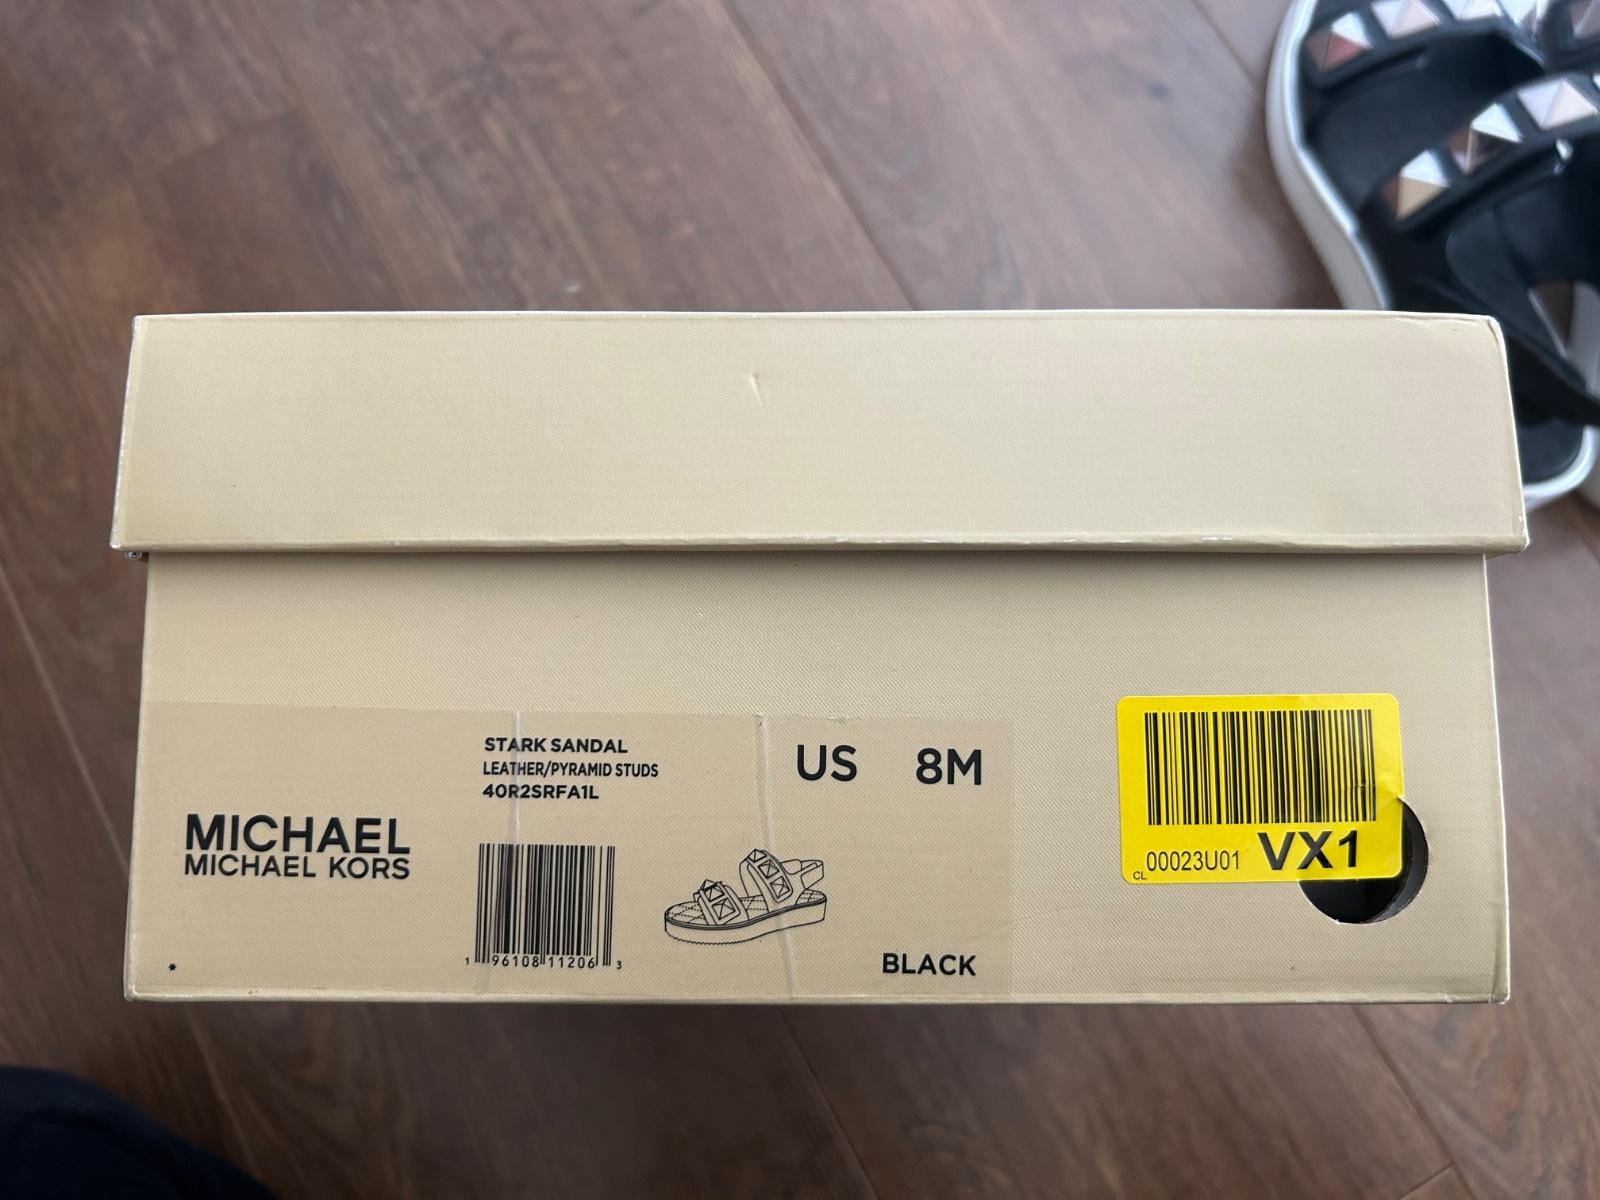 STARK SANDAL
LEATHER/PYRAMID STUDS
40R2SRFA1L
US 8M
MICHAEL
MICHAEL KORS
1 96108 11206 3
BLACK
*
CL 00023U01 VX1